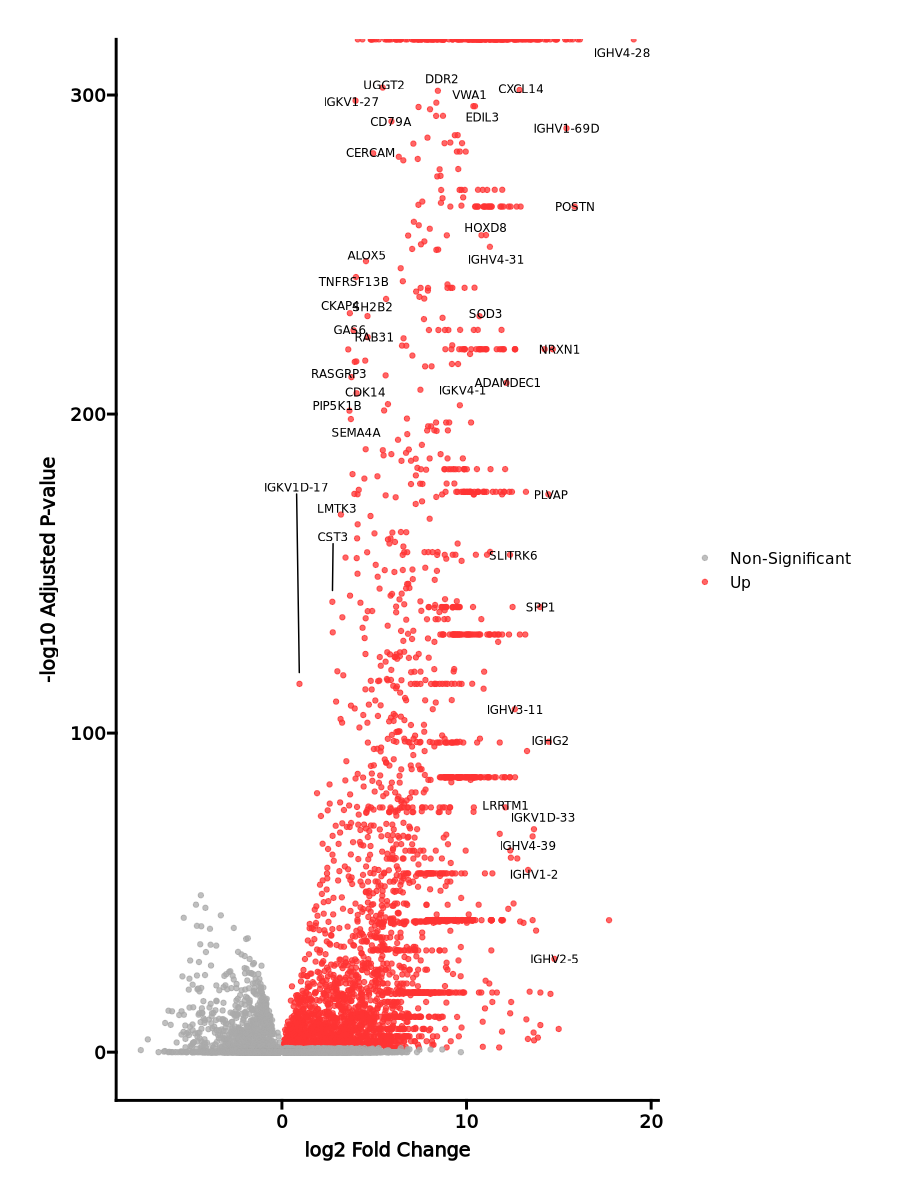 IGHV4-28
DDR2
UGGT2
CXCL14
VWA1
300
IGKV1-27
EDIL3
CD79A
IGHV1-69D
CERCAM
POSTN
HOXD8
ALOX5
IGHV4-31
TNFRSF13B
CKAP4
SH2B2
SOD3
GAS6
RAB31
NRXN1
RASGRP3
ADAMDEC1
CDK14
IGKV4-1
PIP5K1B
200
SEMA4A
IGKV1D-17
PLVAP
LMTK3
CST3
SLITRK6
Non-Significant
Up
SPP1
-log10 Adjusted P-value
IGHV3-11
100
IGHG2
LRRTM1
IGKV1D-33
IGHV4-39
IGHV1-2
IGHV2-5
0
0
10
20
log2 Fold Change